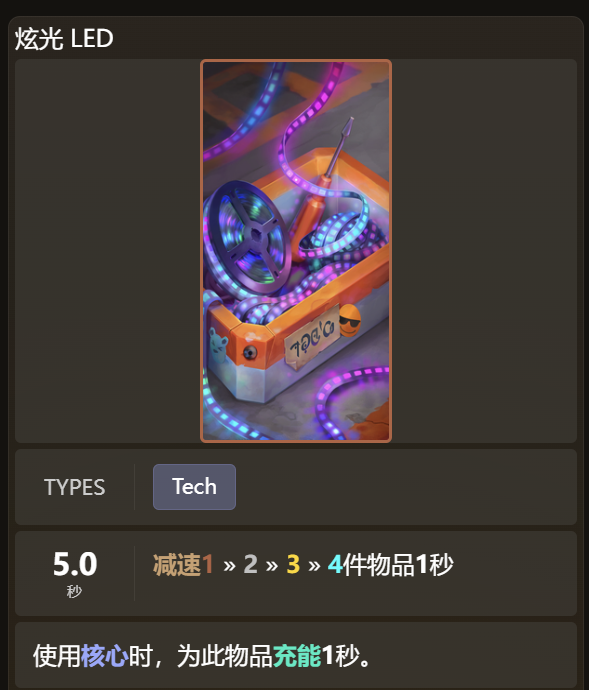 炫光 LED
TYPES
Tech
5.0
秒
减速1 » 2 » 3 » 4件物品1秒
使用核心时，为此物品充能1秒。